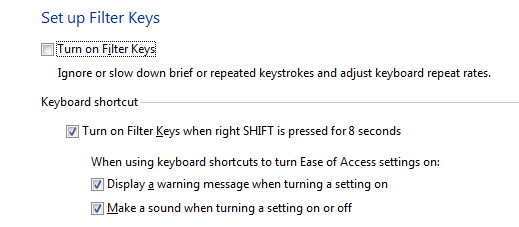 Set up Filter Keys
Turn on Filter Keys
Ignore or slow down brief or repeated keystrokes and adjust keyboard repeat rates.
Keyboard shortcut
Turn on Filter Keys when right SHIFT is pressed for 8 seconds
When using keyboard shortcuts to turn Ease of Access settings on:
Display a warning message when turning a setting on
Make a sound when turning a setting on or off